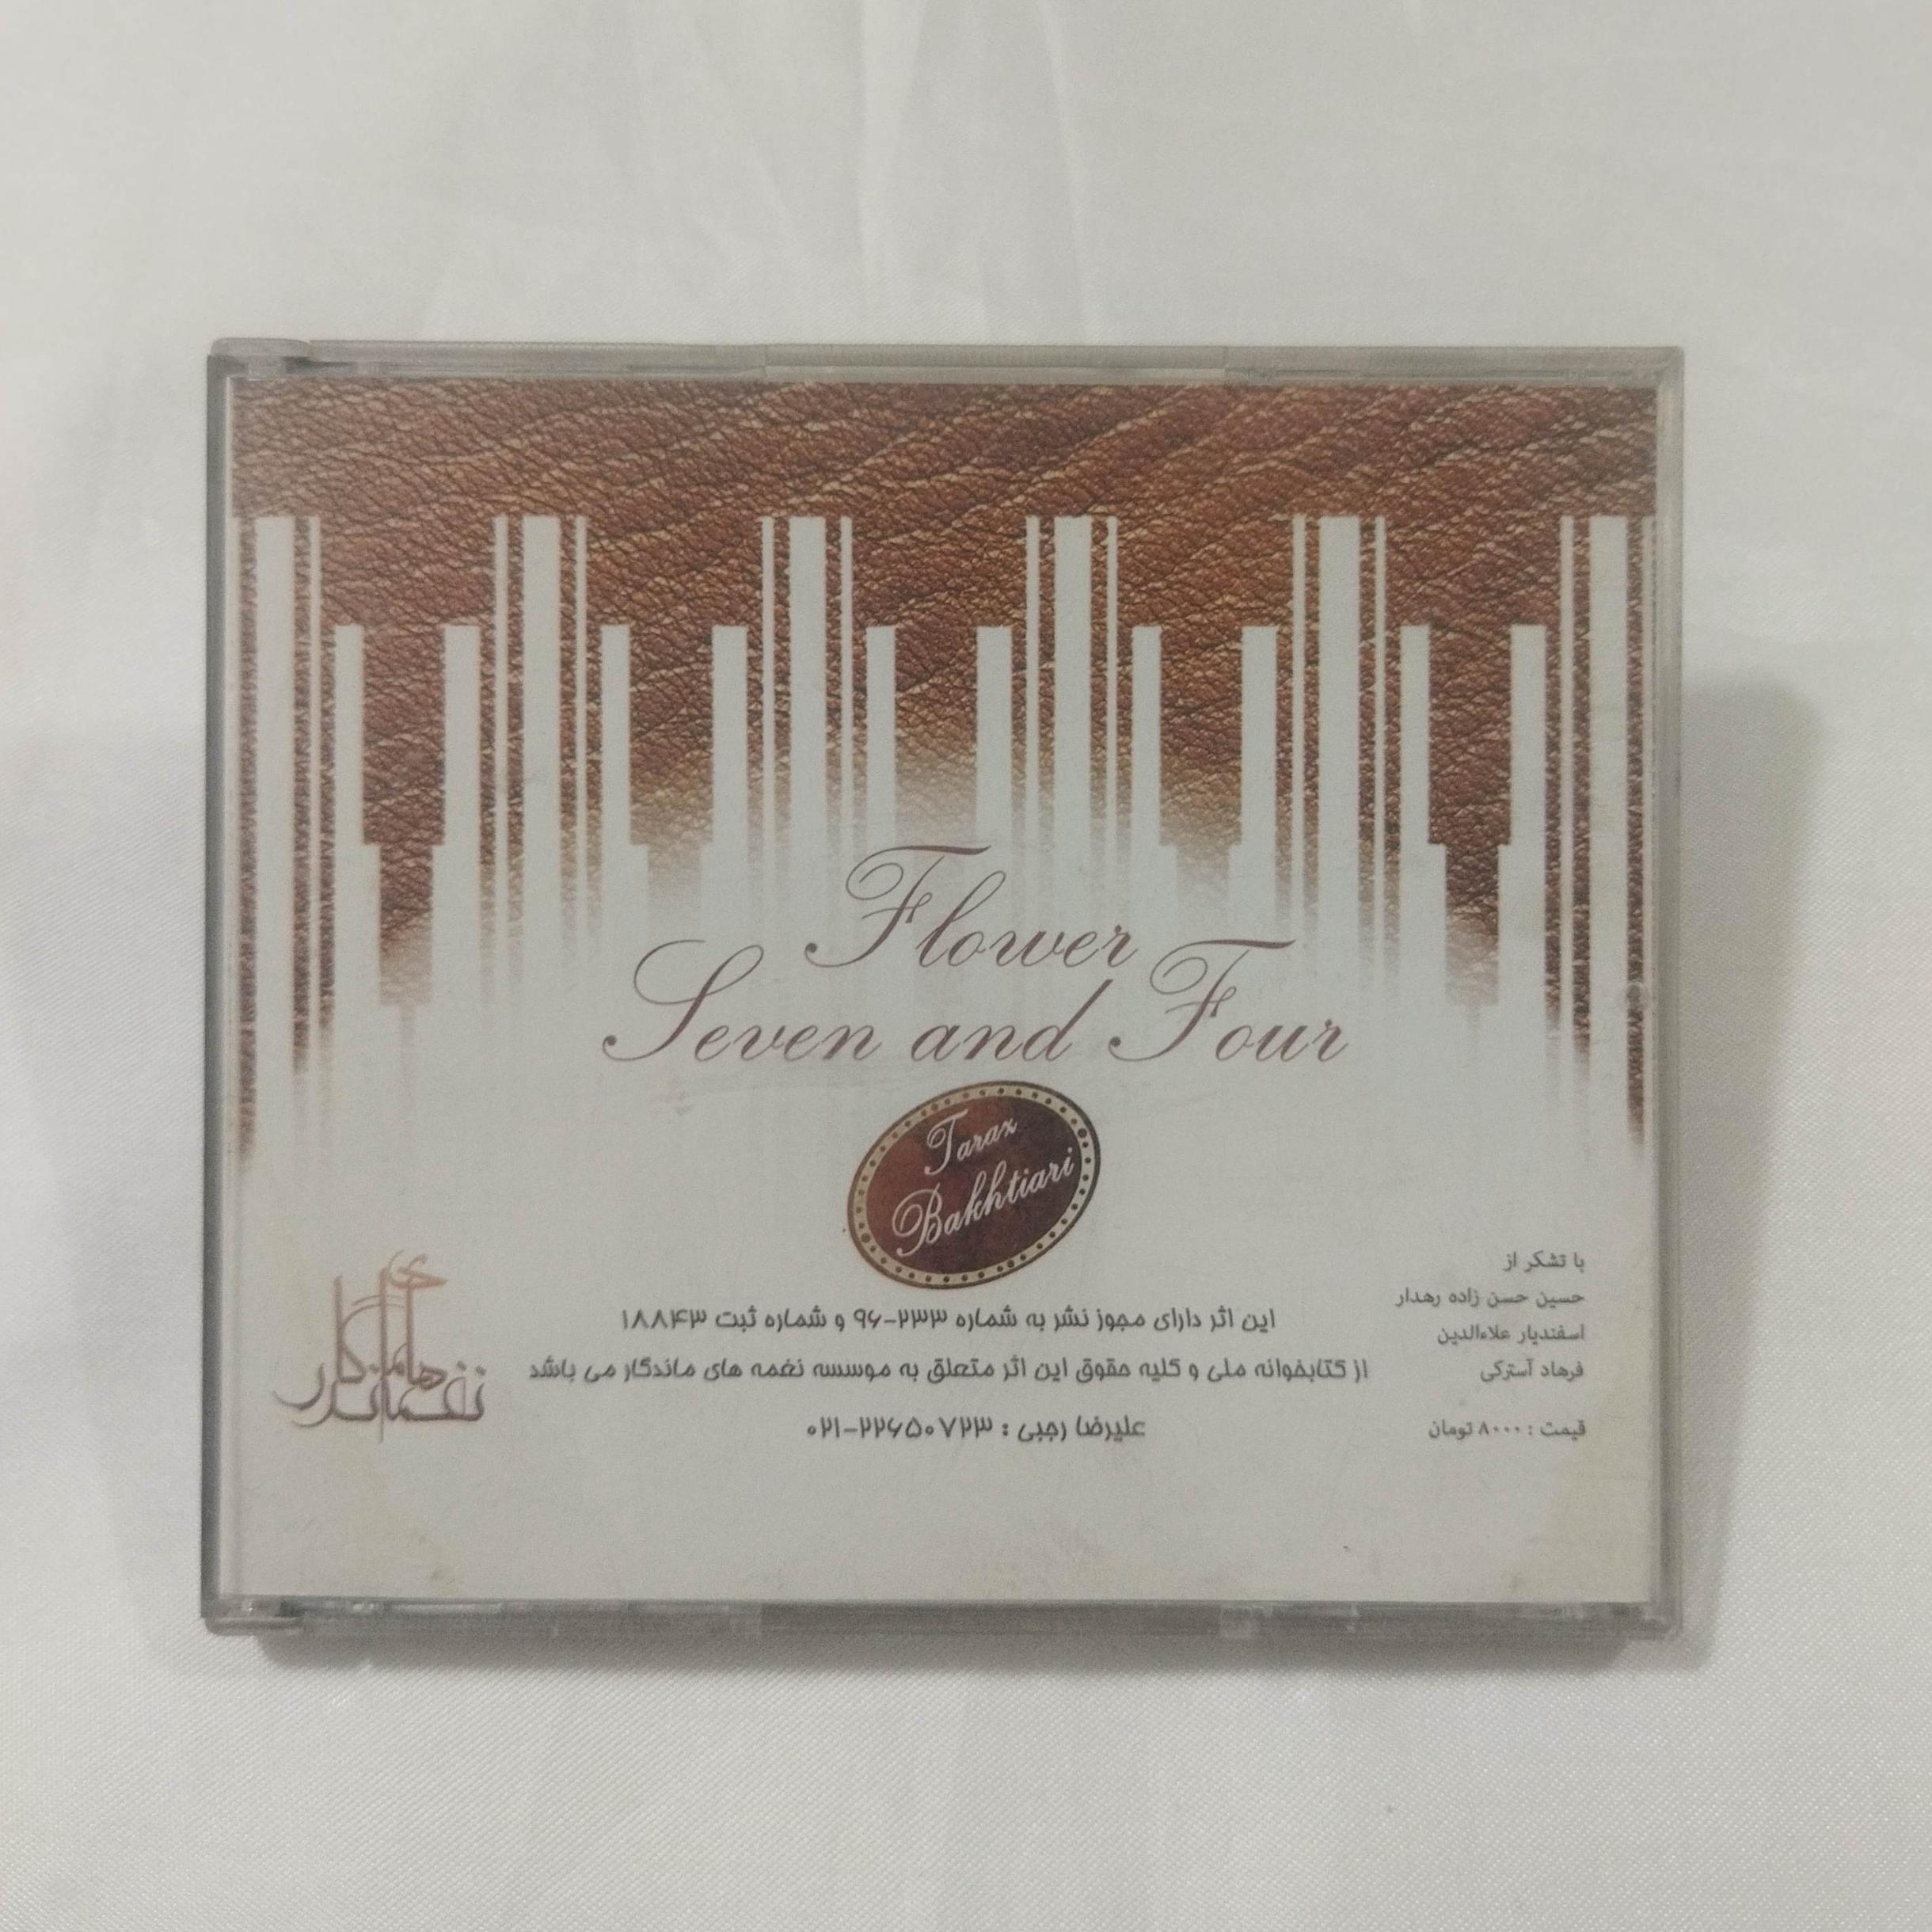 Flower
Seven and Four
Taraz
Bakhtiari
با تشکر از
حسین حسن زاده رهدار
اسفندیار علاءالدین
فرهاد آسترکی
قیمت : ۸۰۰۰ تومان
این اثر دارای مجوز نشر به شماره ۲۳۳-۹۶ و شماره ثبت ۱۸۸۴۳
از کتابخوانه ملی و کلیه حقوق این اثر متعلق به موسسه نغمه های ماندگار می باشد
علیرضا رجبی : ۲۲۶۵۰۷۲۳-۰۲۱
نغمه های ماندگار